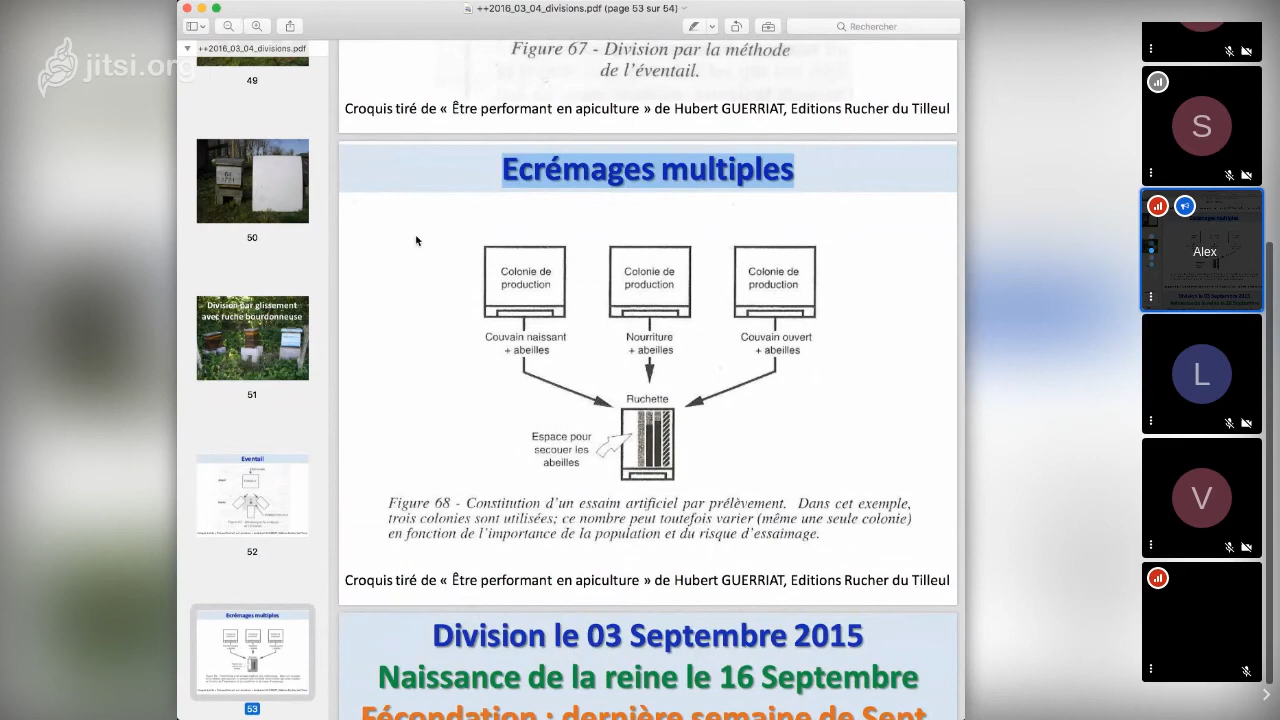 ++2016_03_04_divisions.pdf (page 53 sur 54)
Rechercher
++2016_03_04_divisions.pdf
jitsi.org
49
50
Division par glissement
avec ruche bourdonneuse
51
Eventail
52
Ecrémages multiples
53
Figure 67 - Division par la méthode
de l'éventail.
Croquis tiré de « Être performant en apiculture » de Hubert GUERRIAT, Editions Rucher du Tilleul
Ecrémages multiples
Colonie de
production
Colonie de
production
Colonie de
production
Couvain naissant
+ abeilles
Nourriture
+ abeilles
Couvain ouvert
+ abeilles
Ruchette
Espace pour
secouer les
abeilles
Figure 68 - Constitution d'un essaim artificiel par prélèvement. Dans cet exemple,
trois colonies sont utilisées; ce nombre peut toutefois varier (même une seule colonie)
en fonction de l'importance de la population et du risque d'essaimage.
Croquis tiré de « Être performant en apiculture » de Hubert GUERRIAT, Editions Rucher du Tilleul
Division le 03 Septembre 2015
Fécondation : dernière semaine de Sept
S
Alex
L
V